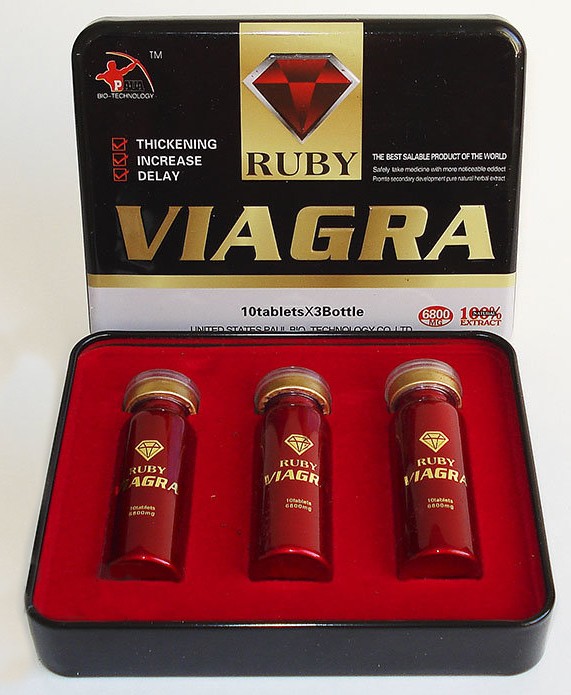 TM
BIO-TECHNOLOGY
THICKENING
INCREASE
DELAY
RUBY
THE BEST SALABLE PRODUCT OF THE WORLD
Safely take medicine with more noticeable eddect
Promte secondary development pure natural herbal extract
VIAGRA
10tabletsX3Bottle
6800
MG
100%
EXTRACT
UNITED STATES PAUL BIO-TECHNOLOGY CO.,LTD
RUBY
VIAGRA
10tablets
6800mg
RUBY
VIAGRA
10tablets
6800mg
RUBY
VIAGRA
10tablets
6800mg